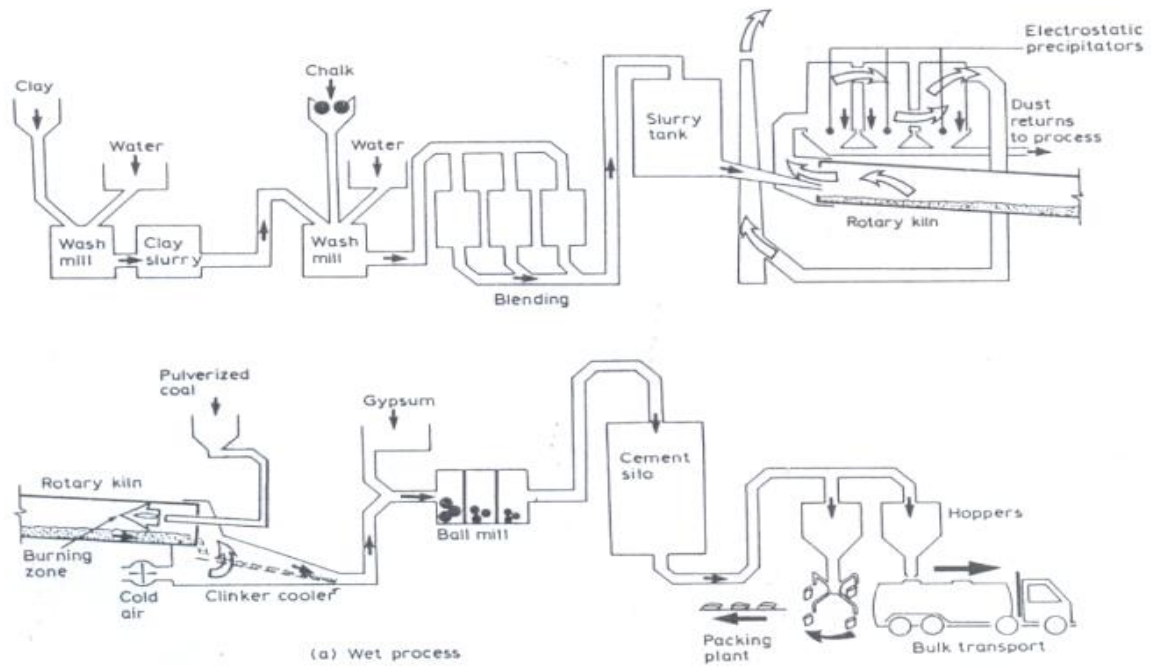 Clay
Water
Wash
mill
Clay
slurry
Chalk
Water
Wash
mill
Blending
Slurry
tank
Electrostatic
precipitators
Dust
returns
to process
Rotary kiln
Pulverized
coal
Rotary kiln
Burning
zone
Cold
air
Clinker cooler
Gypsum
Ball mill
Cement
silo
Hoppers
Packing
plant
Bulk transport
(a) Wet process